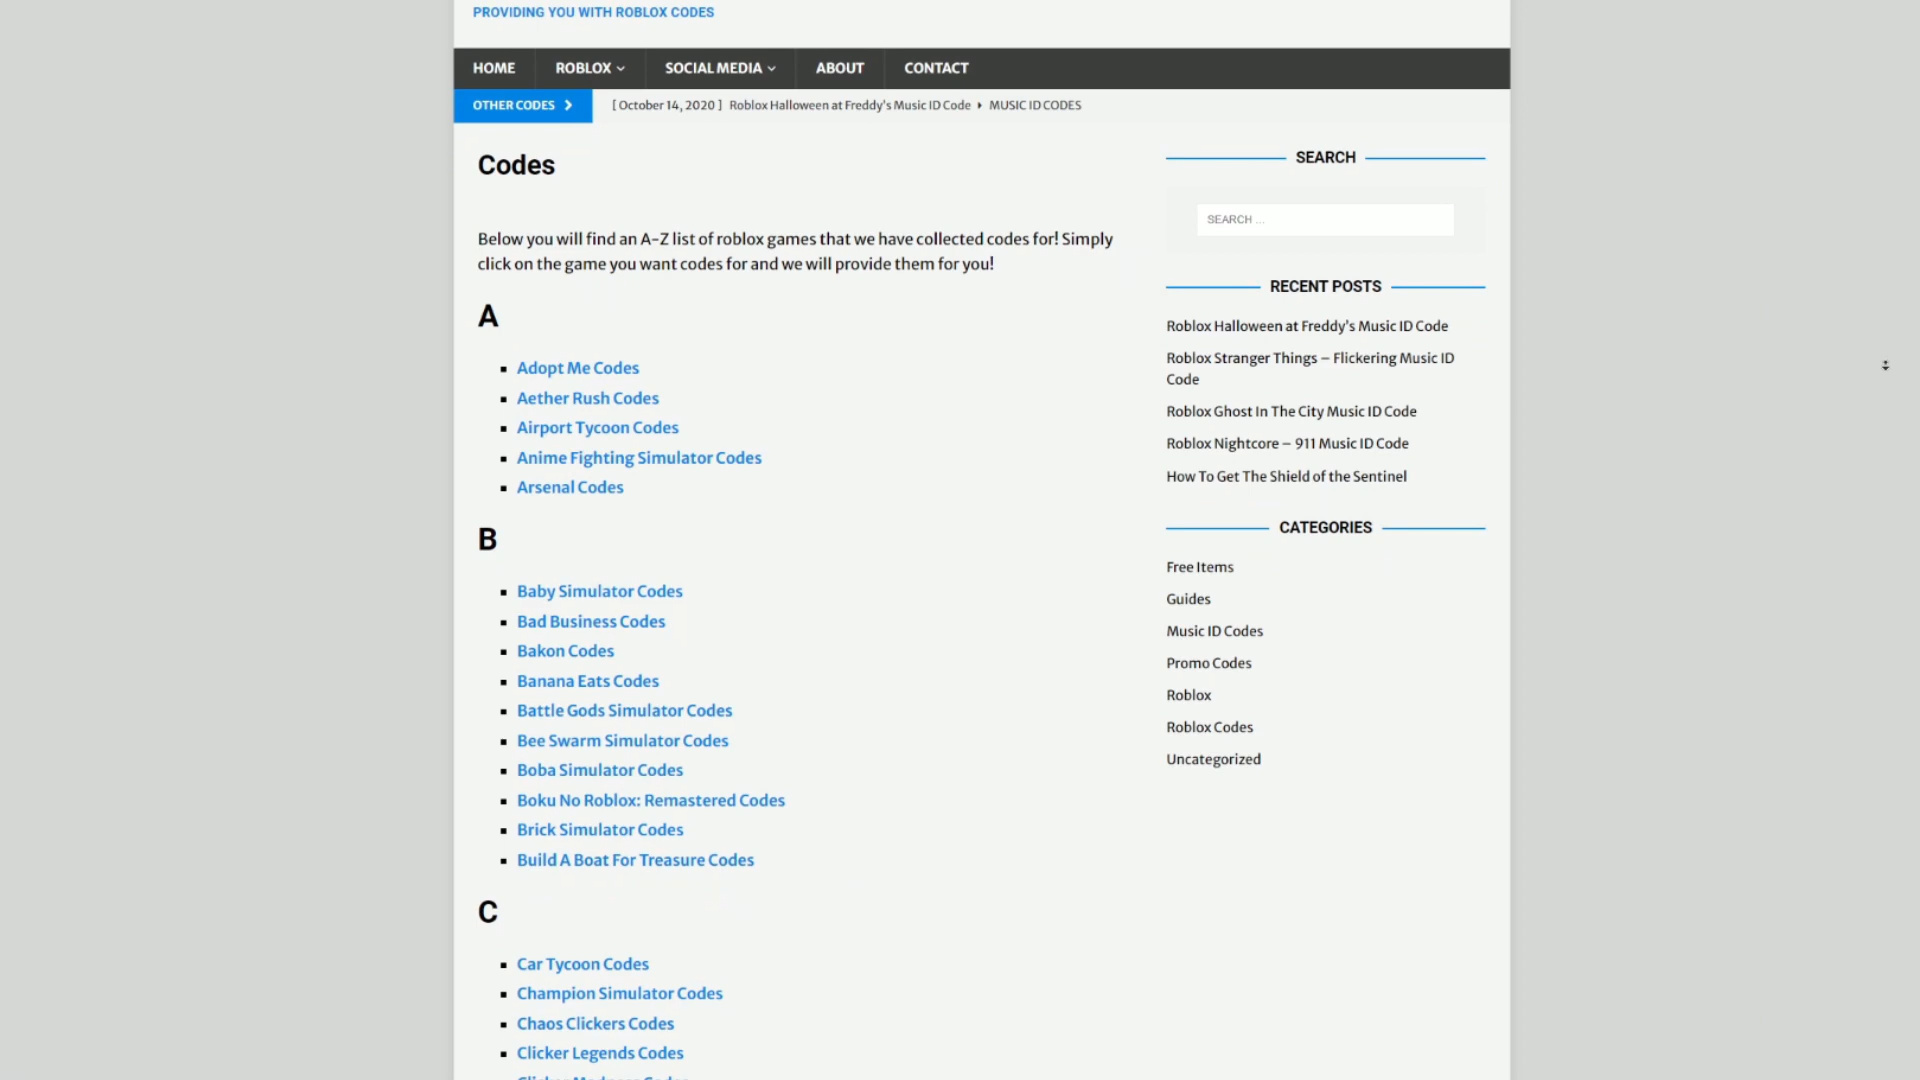 PROVIDING YOU WITH ROBLOX CODES
HOME ROBLOX SOCIAL MEDIA ABOUT CONTACT
OTHER CODES [ October 14, 2020 ] Roblox Halloween at Freddy's Music ID Code MUSIC ID CODES
Codes
Below you will find an A-Z list of roblox games that we have collected codes for! Simply
click on the game you want codes for and we will provide them for you!
A
Adopt Me Codes
Aether Rush Codes
Airport Tycoon Codes
Anime Fighting Simulator Codes
Arsenal Codes
B
Baby Simulator Codes
Bad Business Codes
Bakon Codes
Banana Eats Codes
Battle Gods Simulator Codes
Bee Swarm Simulator Codes
Boba Simulator Codes
Boku No Roblox: Remastered Codes
Brick Simulator Codes
Build A Boat For Treasure Codes
C
Car Tycoon Codes
Champion Simulator Codes
Chaos Clickers Codes
Clicker Legends Codes
SEARCH
SEARCH ...
RECENT POSTS
Roblox Halloween at Freddy's Music ID Code
Roblox Stranger Things – Flickering Music ID
Code
Roblox Ghost In The City Music ID Code
Roblox Nightcore – 911 Music ID Code
How To Get The Shield of the Sentinel
CATEGORIES
Free Items
Guides
Music ID Codes
Promo Codes
Roblox
Roblox Codes
Uncategorized